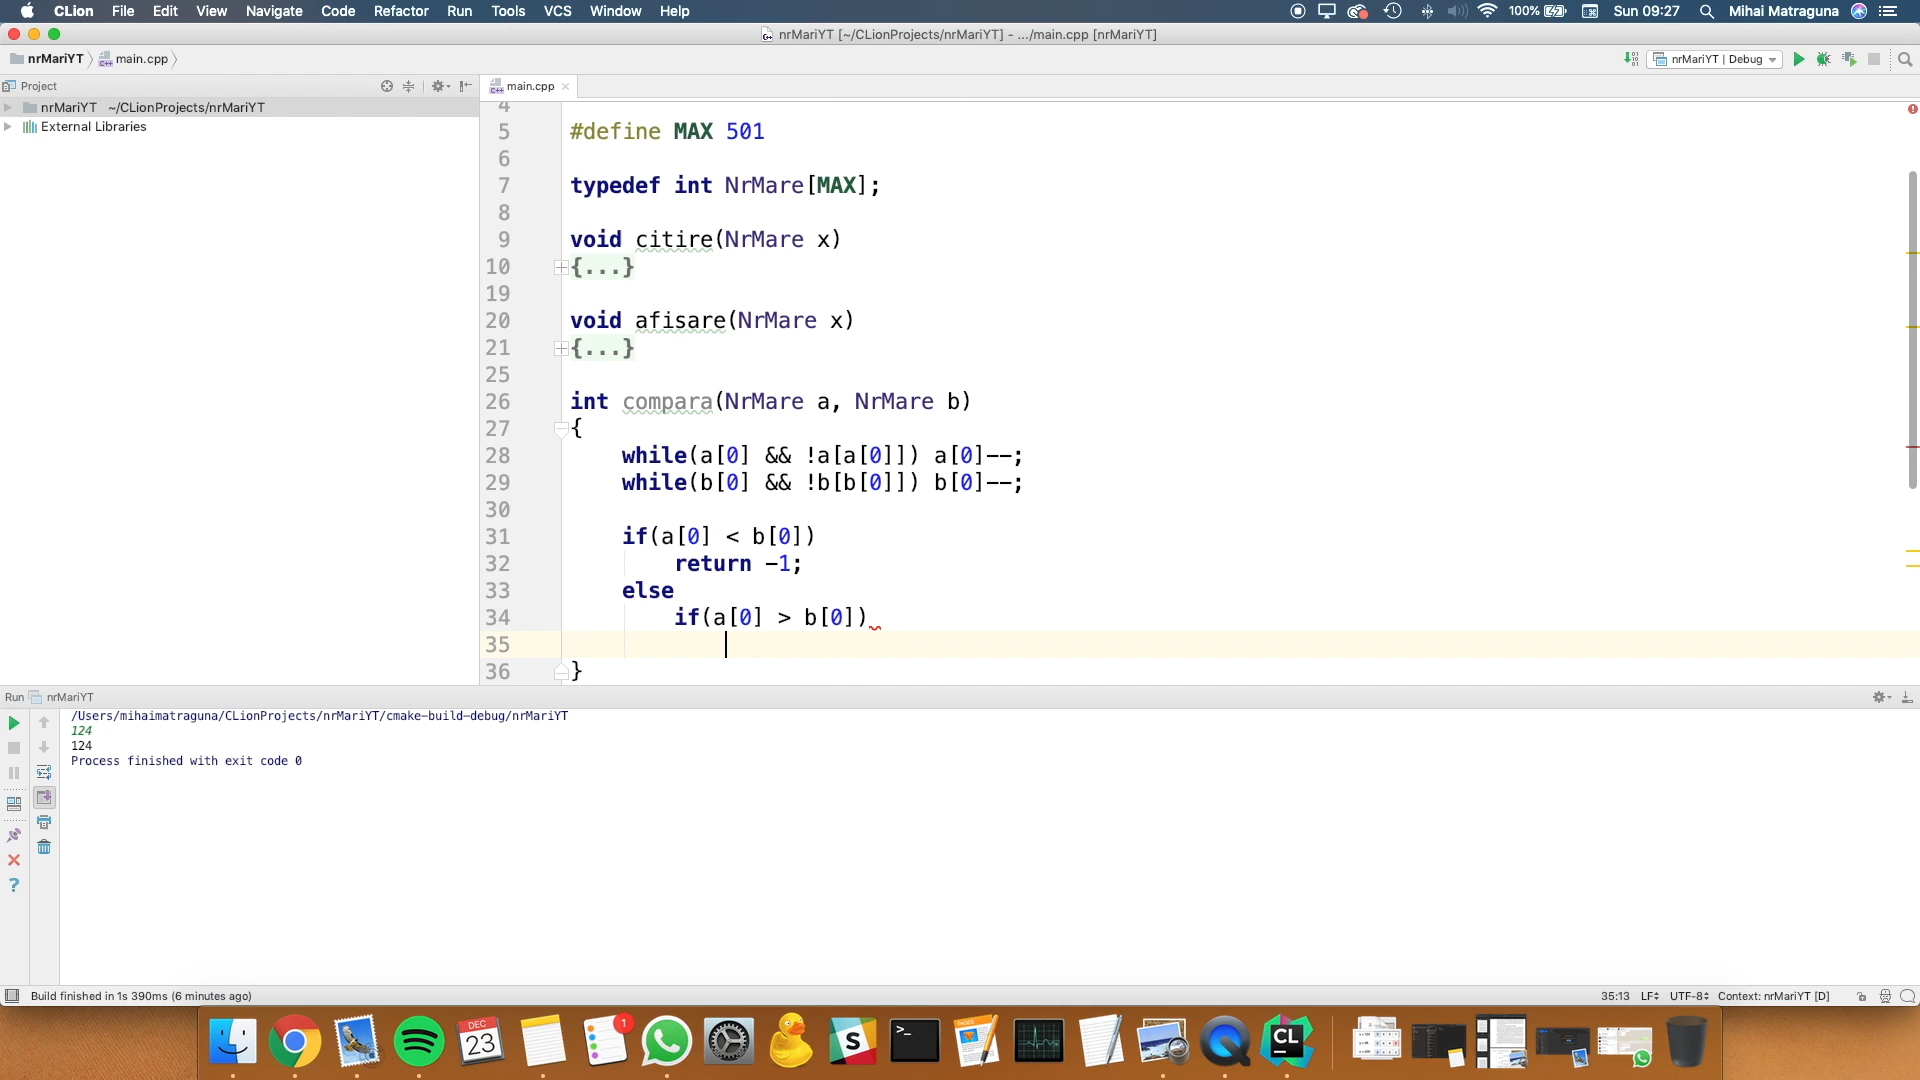 CLion File Edit View Navigate Code Refactor Run Tools VCS Window Help 100% Sun 09:27 Mihai Matraguna
nrMariYT [~/CLionProjects/nrMariYT] - .../main.cpp [nrMariYT]
nrMariYT main.cpp nrMariYT | Debug
Project main.cpp
nrMariYT ~/CLionProjects/nrMariYT
External Libraries
4
5 #define MAX 501
6
7 typedef int NrMare[MAX];
8
9 void citire(NrMare x)
10 {...}
19
20 void afisare(NrMare x)
21 {...}
25
26 int compara(NrMare a, NrMare b)
27 {
28 while(a[0] && !a[a[0]]) a[0]--;
29 while(b[0] && !b[b[0]]) b[0]--;
30
31 if(a[0] < b[0])
32 return -1;
33 else
34 if(a[0] > b[0])
35
36 }
Run nrMariYT
/Users/mihaimatraguna/CLionProjects/nrMariYT/cmake-build-debug/nrMariYT
124
124
Process finished with exit code 0
Build finished in 1s 390ms (6 minutes ago) 35:13 LF UTF-8 Context: nrMariYT [D]
DEC
23
1
S
>_
PAGES
CL